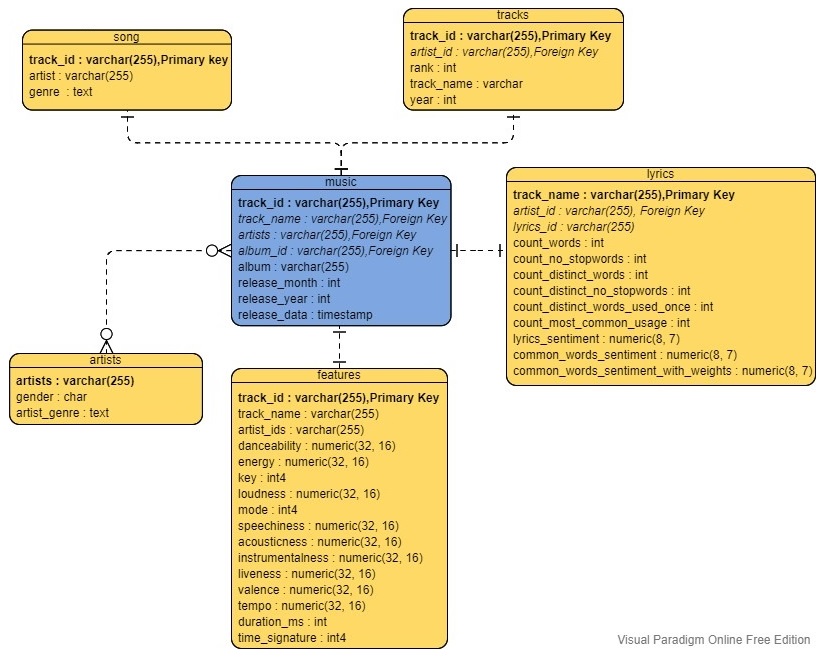 song
track_id : varchar(255),Primary key
artist : varchar(255)
genre : text
tracks
track_id : varchar(255),Primary Key
artist_id : varchar(255),Foreign Key
rank : int
track_name : varchar
year : int
music
track_id : varchar(255),Primary Key
track_name : varchar(255),Foreign Key
artists : varchar(255),Foreign Key
album_id : varchar(255),Foreign Key
album : varchar(255)
release_month : int
release_year : int
release_data : timestamp
lyrics
track_name : varchar(255),Primary Key
artist_id : varchar(255), Foreign Key
lyrics_id : varchar(255)
count_words : int
count_no_stopwords : int
count_distinct_words : int
count_distinct_no_stopwords : int
count_distinct_words_used_once : int
count_most_common_usage : int
lyrics_sentiment : numeric(8, 7)
common_words_sentiment : numeric(8, 7)
common_words_sentiment_with_weights : numeric(8, 7)
artists
artists : varchar(255)
gender : char
artist_genre : text
features
track_id : varchar(255),Primary Key
track_name : varchar(255)
artist_ids : varchar(255)
danceability : numeric(32, 16)
energy : numeric(32, 16)
key : int4
loudness : numeric(32, 16)
mode : int4
speechiness : numeric(32, 16)
acousticness : numeric(32, 16)
instrumentalness : numeric(32, 16)
liveness : numeric(32, 16)
valence : numeric(32, 16)
tempo : numeric(32, 16)
duration_ms : int
time_signature : int4
Visual Paradigm Online Free Edition